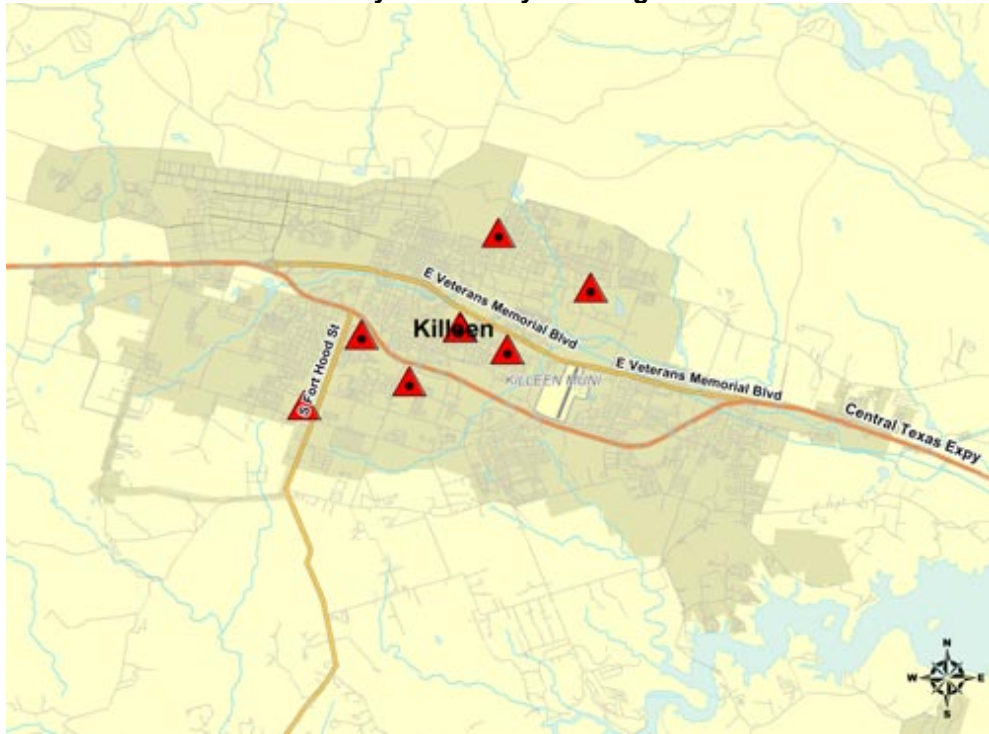 E Veterans Memorial Blvd
Killeen
S Fort Hood St
KILLEEN MUNI
E Veterans Memorial Blvd
Central Texas Expy
N
W
E
S